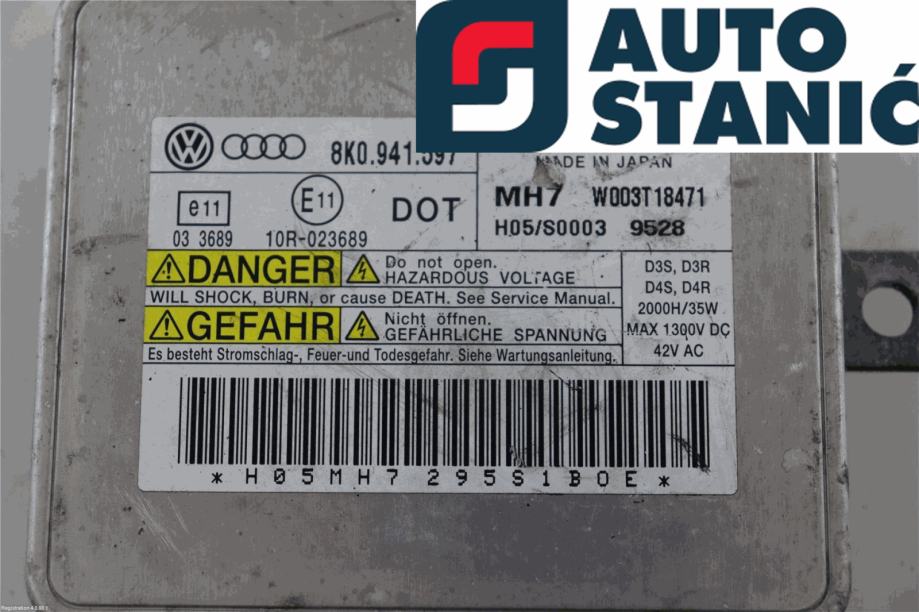 AUTO
STANIĆ
8K0.941.597
MADE IN JAPAN
e11
E11
DOT
MH7 W003T18471
H05/S0003 9528
03 3689 10R-023689
DANGER
Do not open.
HAZARDOUS VOLTAGE
WILL SHOCK, BURN, or cause DEATH. See Service Manual.
GEFAHR
Nicht öffnen.
GEFÄHRLICHE SPANNUNG
Es besteht Stromschlag-, Feuer-und Todesgefahr. Siehe Wartungsanleitung.
D3S, D3R
D4S, D4R
2000H/35W
MAX 1300V DC
42V AC
*H05MH7295S1B0E*